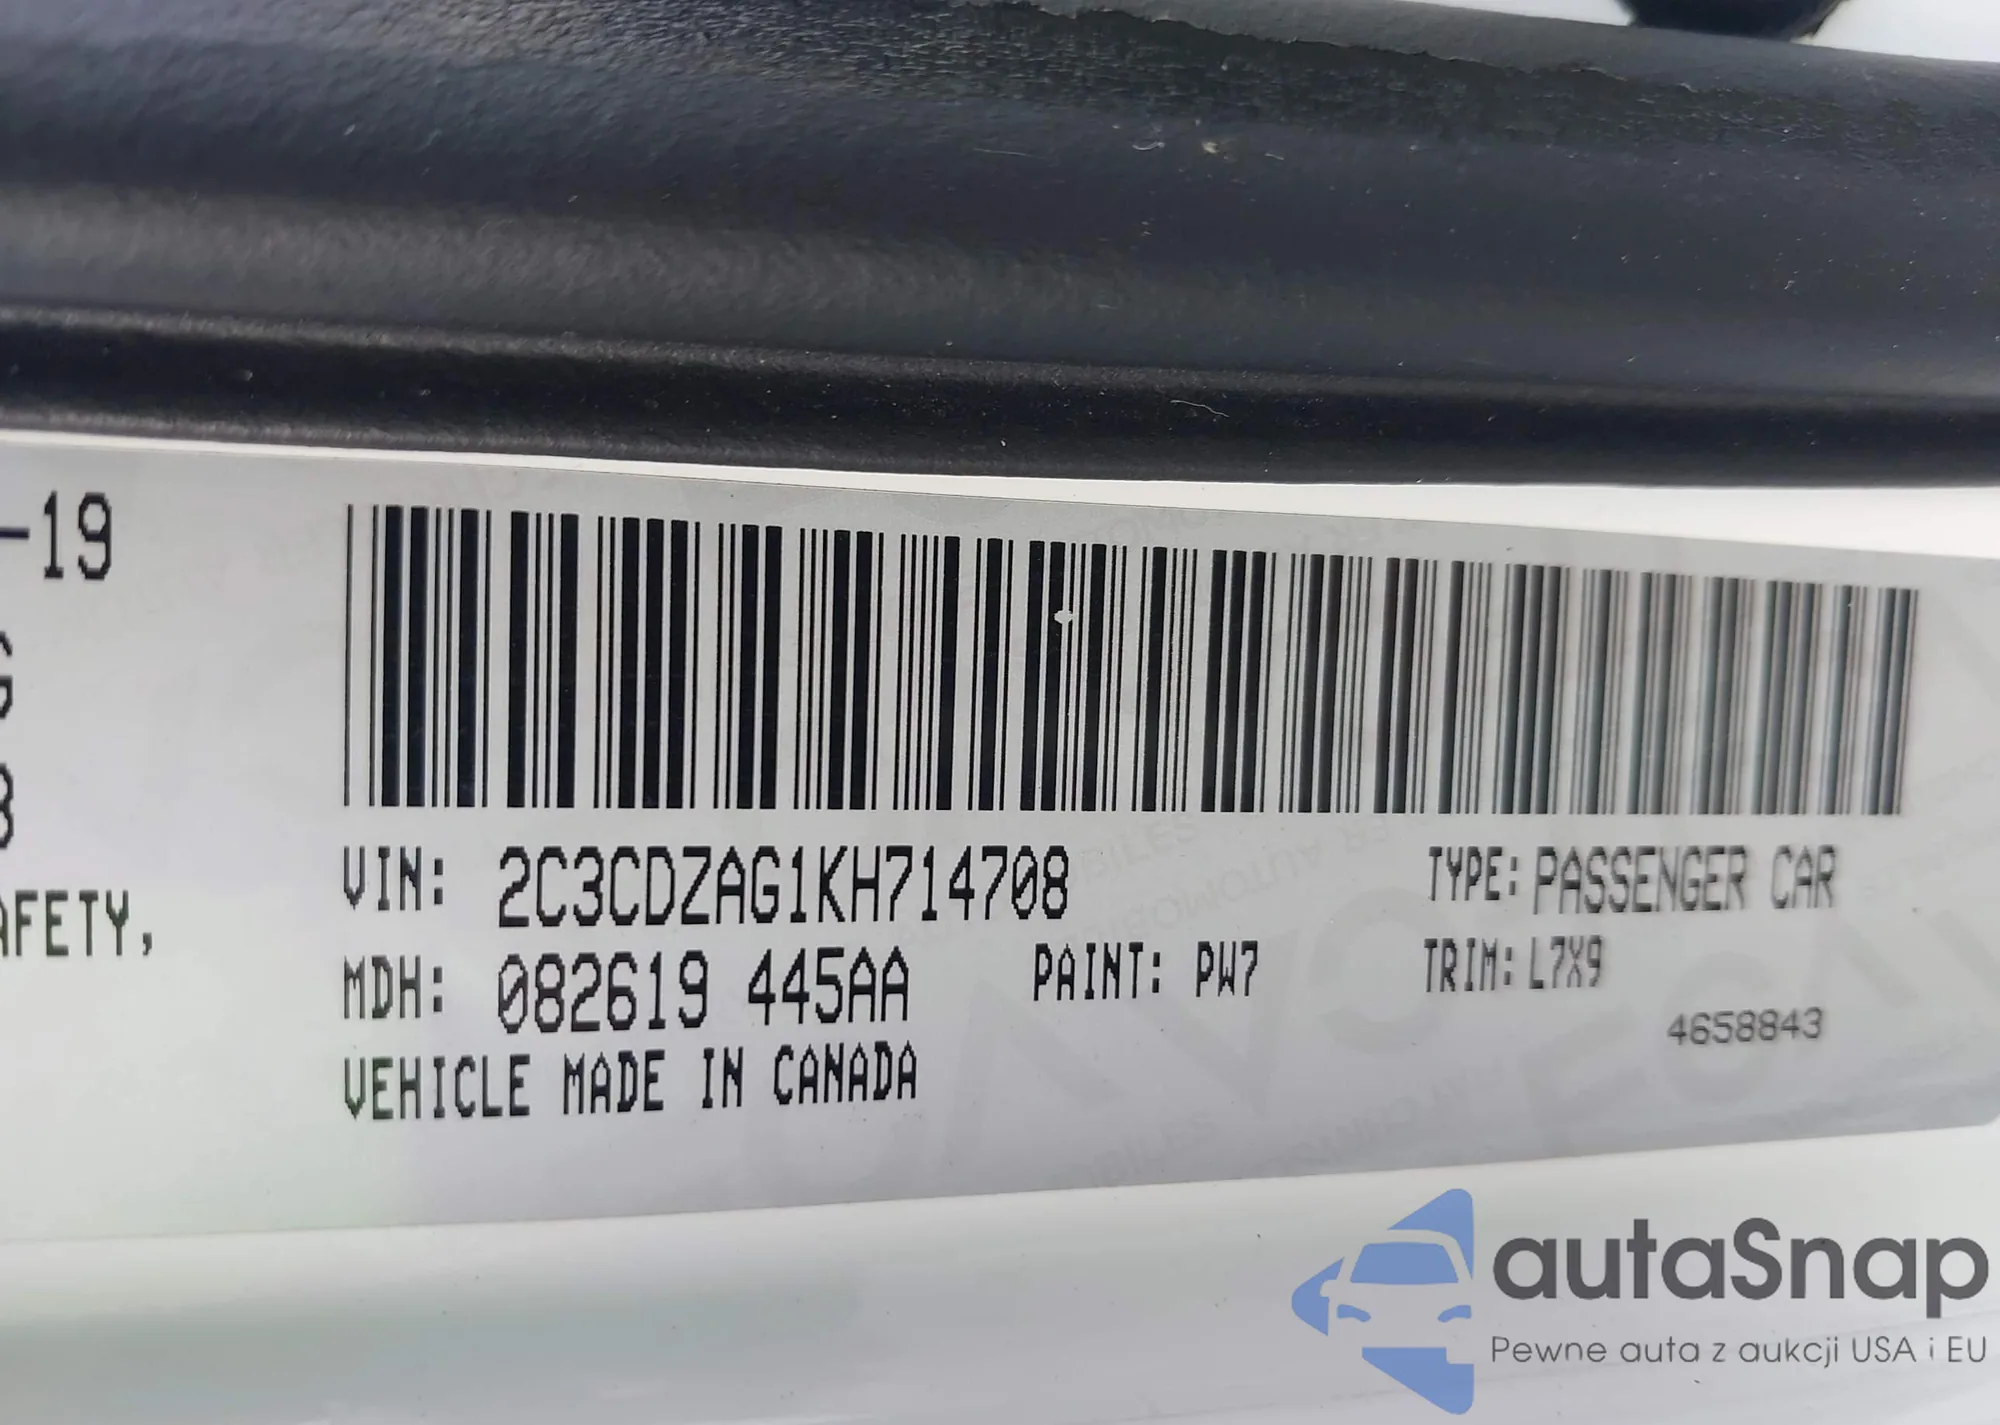 -19
AFETY,
VIN: 2C3CDZAG1KH714708
TYPE: PASSENGER CAR
MDH: 082619 445AA
PAINT: PW7
TRIM: L7X9
4658843
VEHICLE MADE IN CANADA
autaSnap
Pewne auta z aukcji USA i EU